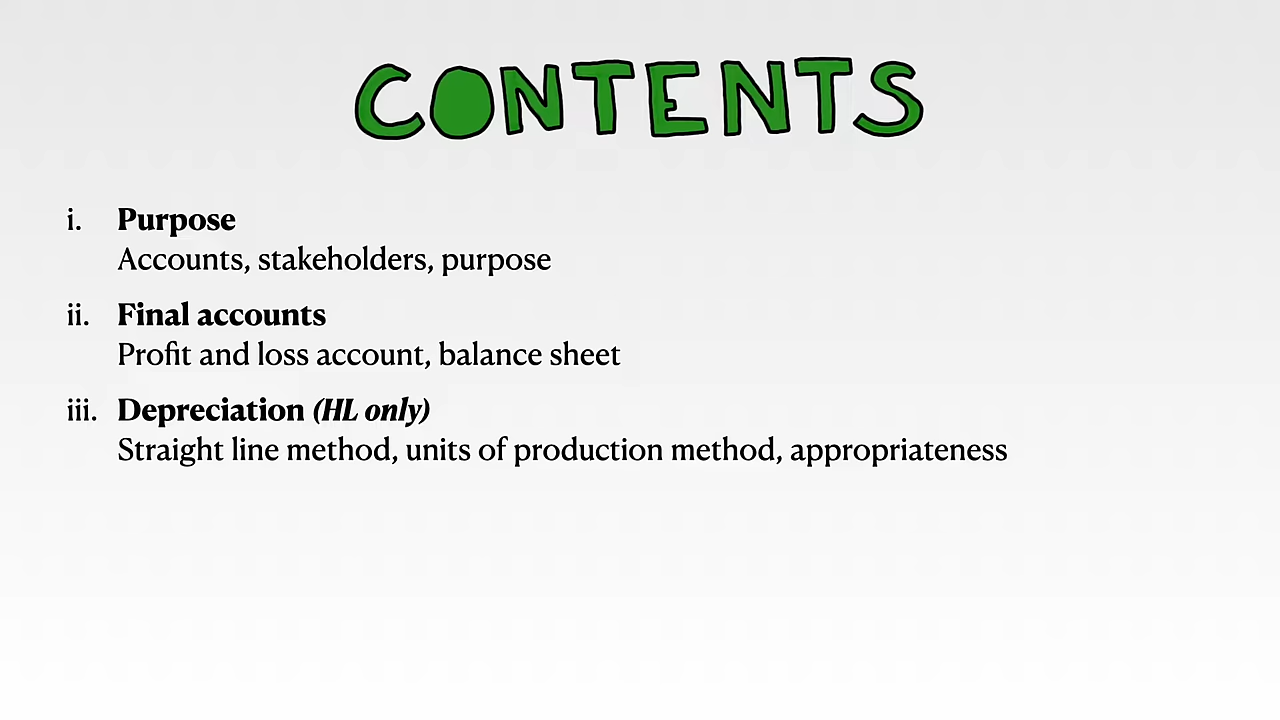 CONTENTS
i. Purpose
Accounts, stakeholders, purpose
ii. Final accounts
Profit and loss account, balance sheet
iii. Depreciation (HL only)
Straight line method, units of production method, appropriateness